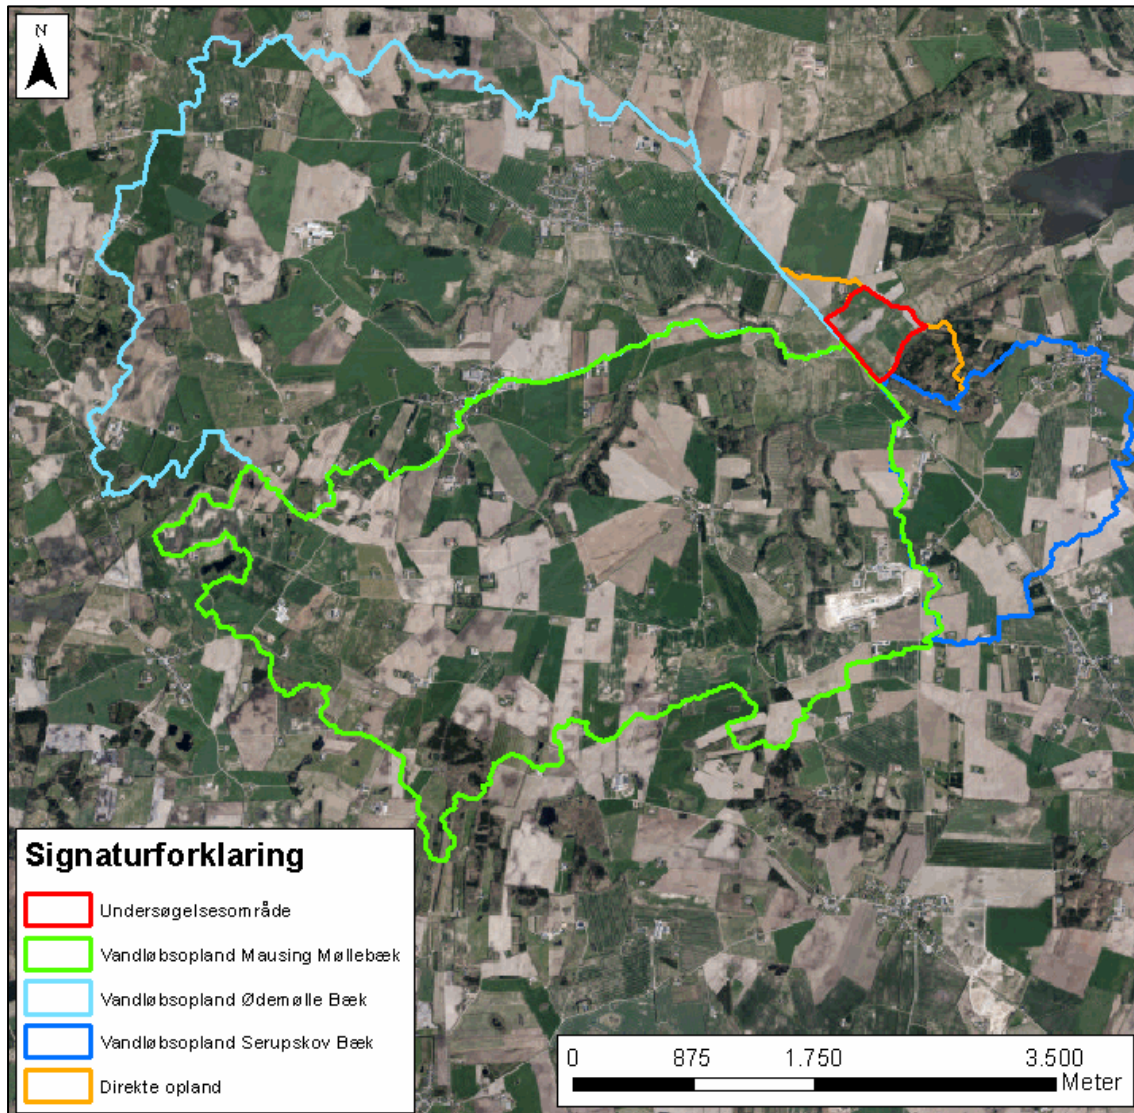 N
Signaturforklaring
Undersøgelsesområde
Vandløbsopland Mausing Møllebæk
Vandløbsopland Ødemølle Bæk
Vandløbsopland Serupskov Bæk
Direkte opland
0 875 1.750 3.500
Meter